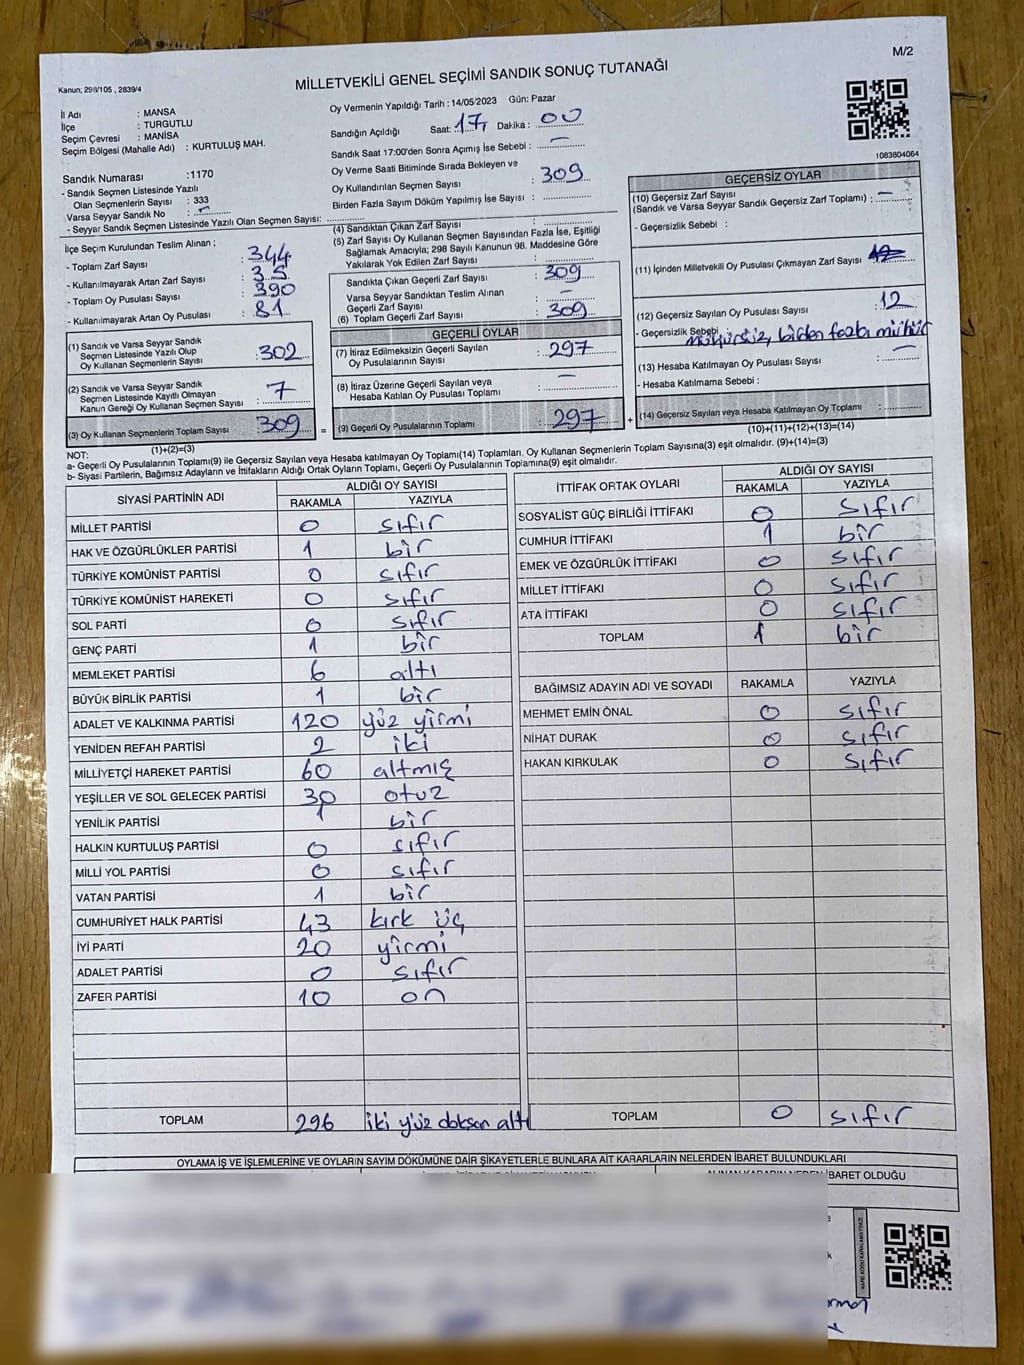 M/2
MİLLETVEKİLİ GENEL SEÇİMİ SANDIK SONUÇ TUTANAĞI
Kanun; 298/105 , 2839/4
İl Adı : MANSA
İlçe : TURGUTLU
Seçim Çevresi : MANİSA
Seçim Bölgesi (Mahalle Adı) : KURTULUŞ MAH.
Oy Vermenin Yapıldığı Tarih : 14/05/2023 Gün: Pazar
Sandığın Açıldığı Saat: 17, Dakika : 00
Sandık Saat 17:00'den Sonra Açımış İse Sebebi : —
Oy Verme Saati Bitiminde Sırada Bekleyen ve
Oy Kullandırılan Seçmen Sayısı : 309
Birden Fazla Sayım Döküm Yapılmış İse Sayısı :
1083804064
Sandık Numarası :1170
- Sandık Seçmen Listesinde Yazılı
Olan Seçmenlerin Sayısı : 333
Varsa Seyyar Sandık No :
- Seyyar Sandık Seçmen Listesinde Yazılı Olan Seçmen Sayısı:
İlçe Seçim Kurulundan Teslim Alınan ;
- Toplam Zarf Sayısı : 344
- Kullanılmayarak Artan Zarf Sayısı : 35
- Toplam Oy Pusulası Sayısı : 390
- Kullanılmayarak Artan Oy Pusulası : 81
(1) Sandık ve Varsa Seyyar Sandık
Seçmen Listesinde Yazılı Olup
Oy Kullanan Seçmenlerin Sayısı : 302
(2) Sandık ve Varsa Seyyar Sandık
Seçmen Listesinde Kayıtlı Olmayan
Kanun Gereği Oy Kullanan Seçmen Sayısı : 7
(3) Oy Kullanan Seçmenlerin Toplam Sayısı : 309
(1)+(2)=(3)
(4) Sandıktan Çıkan Zarf Sayısı :
(5) Zarf Sayısı Oy Kullanan Seçmen Sayısından Fazla İse, Eşitliği
Sağlamak Amacıyla; 298 Sayılı Kanunun 98. Maddesine Göre
Yakılarak Yok Edilen Zarf Sayısı :
Sandıkta Çıkan Geçerli Zarf Sayısı : 309
Varsa Seyyar Sandıktan Teslim Alınan
Geçerli Zarf Sayısı : —
(6) Toplam Geçerli Zarf Sayısı : 309
GEÇERLİ OYLAR
(7) İtiraz Edilmeksizin Geçerli Sayılan
Oy Pusulalarının Sayısı : 297
(8) İtiraz Üzerine Geçerli Sayılan veya
Hesaba Katılan Oy Pusulası Toplamı : —
= (9) Geçerli Oy Pusulalarının Toplamı : 297 +
GEÇERSİZ OYLAR
(10) Geçersiz Zarf Sayısı
(Sandık ve Varsa Seyyar Sandık Geçersiz Zarf Toplamı) : —
- Geçersizlik Sebebi :
(11) İçinden Milletvekili Oy Pusulası Çıkmayan Zarf Sayısı :
(12) Geçersiz Sayılan Oy Pusulası Sayısı : 12
- Geçersizlik Sebebi : birden fazla mühür
(13) Hesaba Katılmayan Oy Pusulası Sayısı : —
- Hesaba Katılmama Sebebi :
(14) Geçersiz Sayılan veya Hesaba Katılmayan Oy Toplamı :
(10)+(11)+(12)+(13)=(14)
NOT:
a- Geçerli Oy Pusulalarının Toplamı(9) ile Geçersiz Sayılan veya Hesaba katılmayan Oy Toplamı(14) Toplamları, Oy Kullanan Seçmenlerin Toplam Sayısına(3) eşit olmalıdır. (9)+(14)=(3)
b- Siyasi Partilerin, Bağımsız Adayların ve İttifakların Aldığı Ortak Oyların Toplamı, Geçerli Oy Pusulalarının Toplamına(9) eşit olmalıdır.
SİYASİ PARTİNİN ADI ALDIĞI OY SAYISI
RAKAMLA YAZIYLA
MİLLET PARTİSİ 0 sıfır
HAK VE ÖZGÜRLÜKLER PARTİSİ 1 bir
TÜRKİYE KOMÜNİST PARTİSİ 0 sıfır
TÜRKİYE KOMÜNİST HAREKETİ 0 sıfır
SOL PARTİ 0 sıfır
GENÇ PARTİ 1 bir
MEMLEKET PARTİSİ 6 altı
BÜYÜK BİRLİK PARTİSİ 1 bir
ADALET VE KALKINMA PARTİSİ 120 yüz yirmi
YENİDEN REFAH PARTİSİ 2 iki
MİLLİYETÇİ HAREKET PARTİSİ 60 altmış
YEŞİLLER VE SOL GELECEK PARTİSİ 30 otuz
YENİLİK PARTİSİ 1 bir
HALKIN KURTULUŞ PARTİSİ 0 sıfır
MİLLİ YOL PARTİSİ 0 sıfır
VATAN PARTİSİ 1 bir
CUMHURİYET HALK PARTİSİ 43 kırk üç
İYİ PARTİ 20 yirmi
ADALET PARTİSİ 0 sıfır
ZAFER PARTİSİ 10 on
TOPLAM 296 iki yüz doksan altı
İTTİFAK ORTAK OYLARI ALDIĞI OY SAYISI
RAKAMLA YAZIYLA
SOSYALİST GÜÇ BİRLİĞİ İTTİFAKI 0 sıfır
CUMHUR İTTİFAKI 1 bir
EMEK VE ÖZGÜRLÜK İTTİFAKI 0 sıfır
MİLLET İTTİFAKI 0 sıfır
ATA İTTİFAKI 0 sıfır
TOPLAM 1 bir
BAĞIMSIZ ADAYIN ADI VE SOYADI RAKAMLA YAZIYLA
MEHMET EMİN ÖNAL 0 sıfır
NİHAT DURAK 0 sıfır
HAKAN KIRKULAK 0 sıfır
TOPLAM 0 sıfır
OYLAMA İŞ VE İŞLEMLERİNE VE OYLARIN SAYIM DÖKÜMÜNE DAİR ŞİKAYETLERLE BUNLARA AİT KARARLARIN NELERDEN İBARET BULUNDUKLARI
ALINAN KARARIN NEDEN İBARET OLDUĞU
KARE KODU KARALAMAYINIZ!